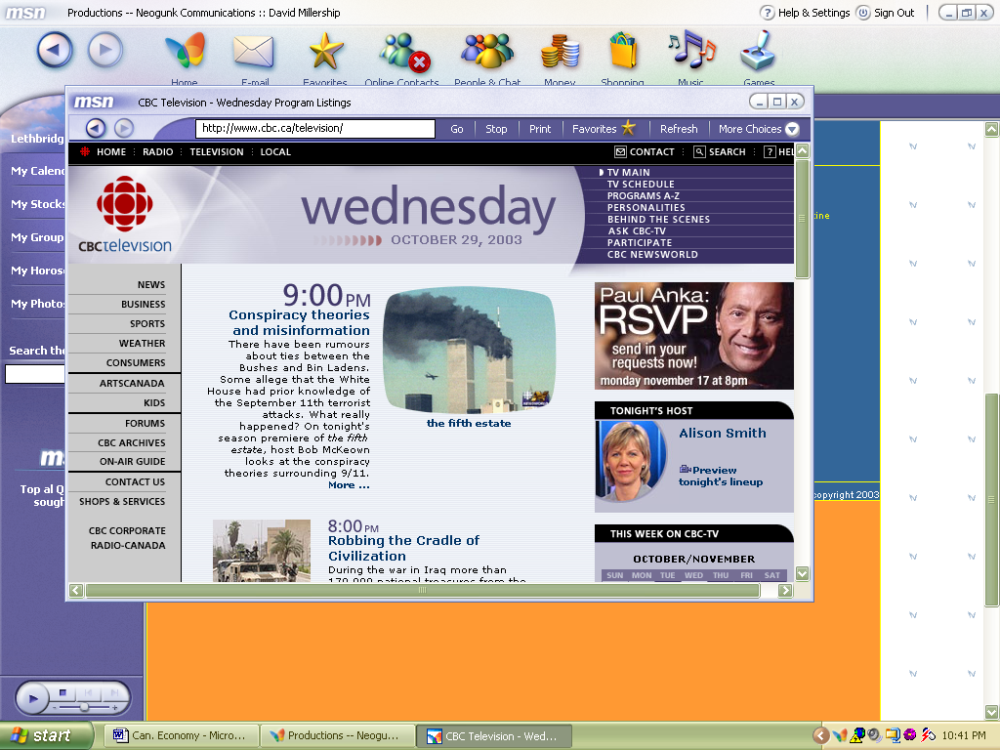 msn Productions -- Neogunk Communications :: David Millership
Help & Settings Sign Out
Home E-mail Favorites Online Contacts People & Chat Money Shopping Music Games
msn CBC Television - Wednesday Program Listings
http://www.cbc.ca/television/ Go Stop Print Favorites Refresh More Choices
HOME RADIO TELEVISION LOCAL CONTACT SEARCH HEL
CBCtelevision
wednesday
OCTOBER 29, 2003
TV MAIN
TV SCHEDULE
PROGRAMS A-Z
PERSONALITIES
BEHIND THE SCENES
ASK CBC-TV
PARTICIPATE
CBC NEWSWORLD
Lethbridg
My Calenc
My Stocks
My Group
My Horos
My Photo
Search the
msn
Top al Q
sough
NEWS
BUSINESS
SPORTS
WEATHER
CONSUMERS
ARTSCANADA
KIDS
FORUMS
CBC ARCHIVES
ON-AIR GUIDE
CONTACT US
SHOPS & SERVICES
CBC CORPORATE
RADIO-CANADA
9:00PM
Conspiracy theories
and misinformation
There have been rumours
about ties between the
Bushes and Bin Ladens.
Some allege that the White
House had prior knowledge of
the September 11th terrorist
attacks. What really
happened? On tonight's
season premiere of the fifth
estate, host Bob McKeown
looks at the conspiracy
theories surrounding 9/11.
More ...
NEWSWORLD
the fifth estate
8:00PM
Robbing the Cradle of
Civilization
During the war in Iraq more than
170,000 national treasures from the
Paul Anka:
RSVP
send in your
requests now!
monday november 17 at 8pm
TONIGHT'S HOST
Alison Smith
Preview
tonight's lineup
THIS WEEK ON CBC-TV
OCTOBER/NOVEMBER
SUN MON TUE WED THU FRI SAT
tine
copyright 2003
start Can. Economy - Micro... Productions -- Neogu... CBC Television - Wed... 10:41 PM